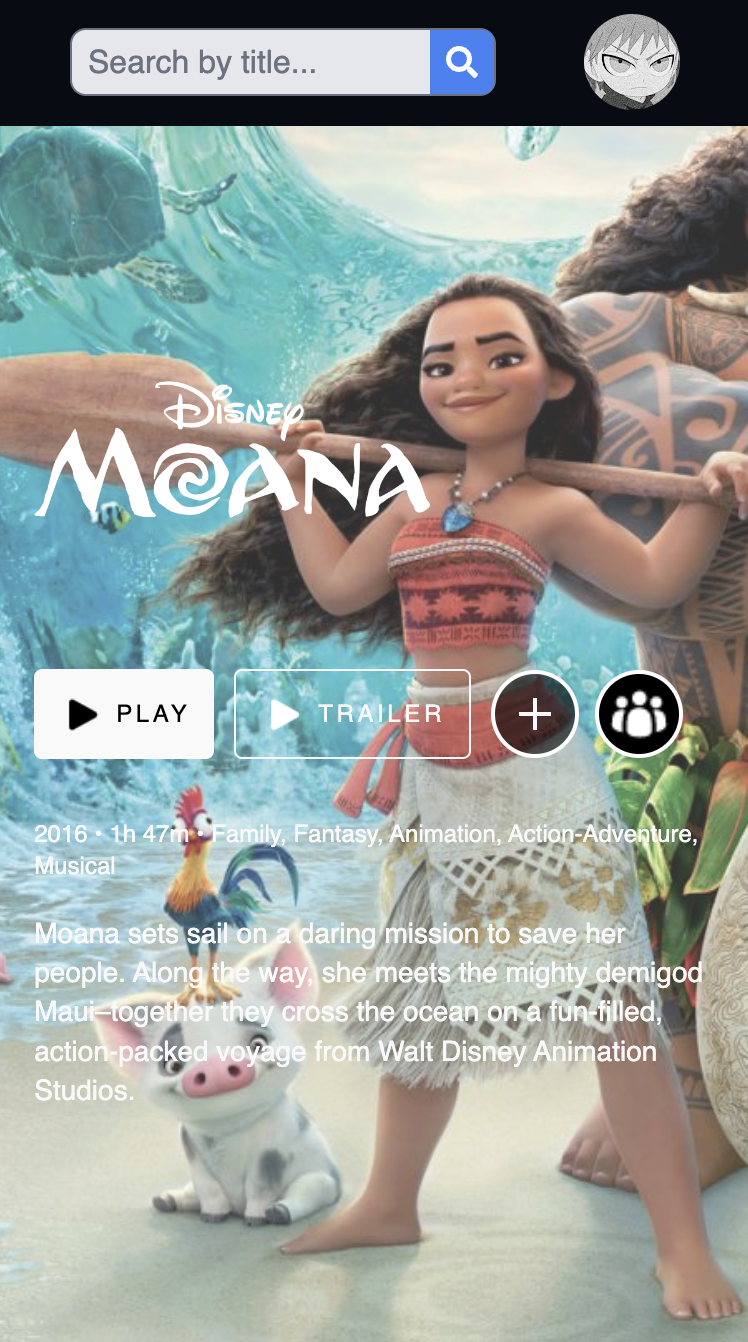 Search by title...
Disney
MOANA
PLAY
TRAILER
2016 • 1h 47m • Family, Fantasy, Animation, Action-Adventure,
Musical
Moana sets sail on a daring mission to save her
people. Along the way, she meets the mighty demigod
Maui–together they cross the ocean on a fun-filled,
action-packed voyage from Walt Disney Animation
Studios.